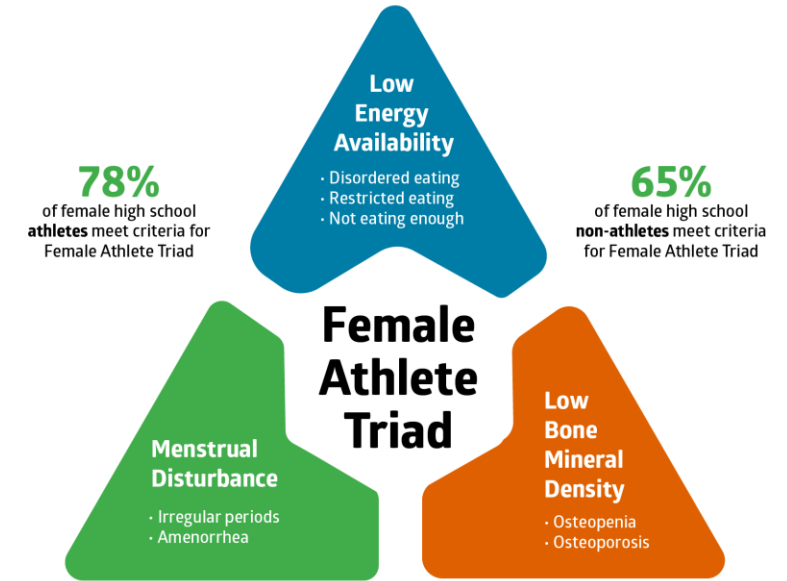 Low
Energy
Availability
· Disordered eating
· Restricted eating
· Not eating enough
78%
of female high school
athletes meet criteria for
Female Athlete Triad
65%
of female high school
non-athletes meet criteria
for Female Athlete Triad
Female
Athlete
Triad
Menstrual
Disturbance
· Irregular periods
· Amenorrhea
Low
Bone
Mineral
Density
· Osteopenia
· Osteoporosis